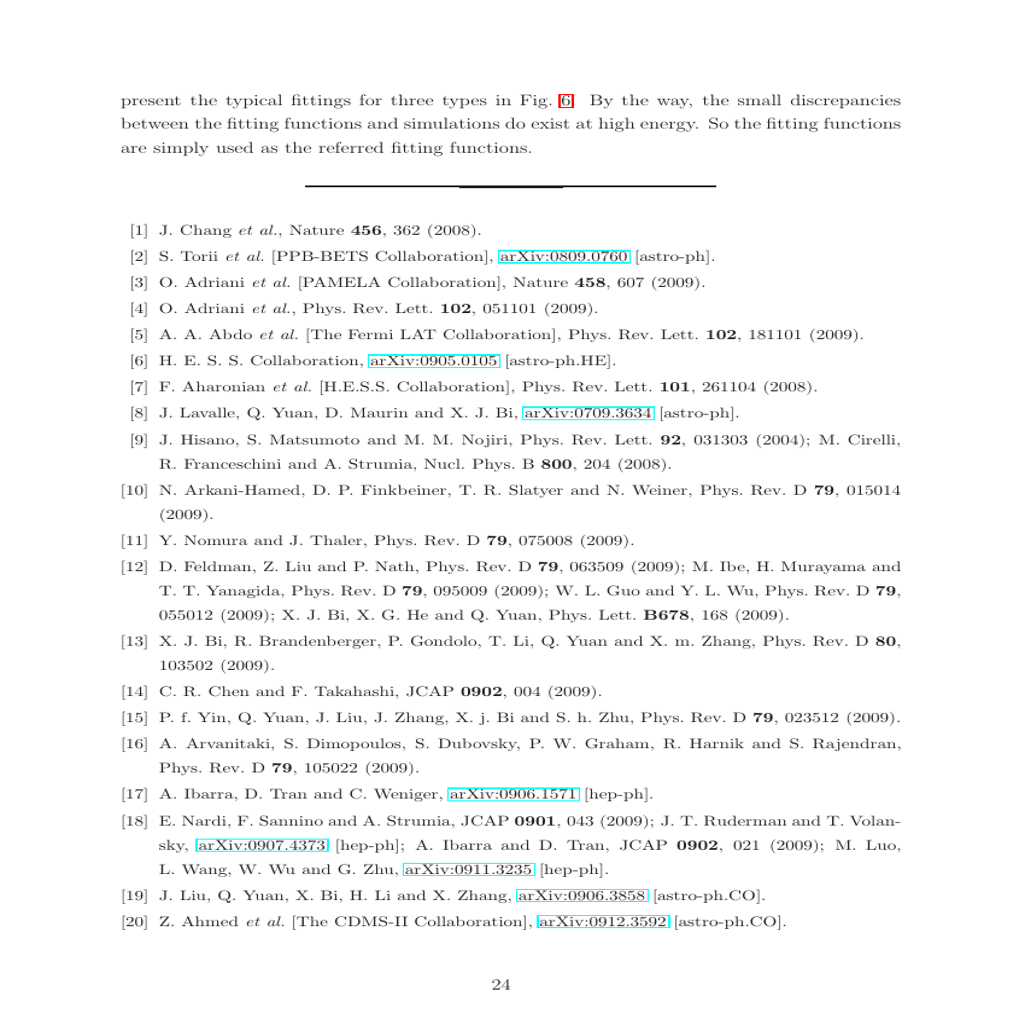 present the typical fittings for three types in Fig. 6. By the way, the small discrepancies
between the fitting functions and simulations do exist at high energy. So the fitting functions
are simply used as the referred fitting functions.
[1] J. Chang et al., Nature 456, 362 (2008).
[2] S. Torii et al. [PPB-BETS Collaboration], arXiv:0809.0760 [astro-ph].
[3] O. Adriani et al. [PAMELA Collaboration], Nature 458, 607 (2009).
[4] O. Adriani et al., Phys. Rev. Lett. 102, 051101 (2009).
[5] A. A. Abdo et al. [The Fermi LAT Collaboration], Phys. Rev. Lett. 102, 181101 (2009).
[6] H. E. S. S. Collaboration, arXiv:0905.0105 [astro-ph.HE].
[7] F. Aharonian et al. [H.E.S.S. Collaboration], Phys. Rev. Lett. 101, 261104 (2008).
[8] J. Lavalle, Q. Yuan, D. Maurin and X. J. Bi, arXiv:0709.3634 [astro-ph].
[9] J. Hisano, S. Matsumoto and M. M. Nojiri, Phys. Rev. Lett. 92, 031303 (2004); M. Cirelli,
R. Franceschini and A. Strumia, Nucl. Phys. B 800, 204 (2008).
[10] N. Arkani-Hamed, D. P. Finkbeiner, T. R. Slatyer and N. Weiner, Phys. Rev. D 79, 015014
(2009).
[11] Y. Nomura and J. Thaler, Phys. Rev. D 79, 075008 (2009).
[12] D. Feldman, Z. Liu and P. Nath, Phys. Rev. D 79, 063509 (2009); M. Ibe, H. Murayama and
T. T. Yanagida, Phys. Rev. D 79, 095009 (2009); W. L. Guo and Y. L. Wu, Phys. Rev. D 79,
055012 (2009); X. J. Bi, X. G. He and Q. Yuan, Phys. Lett. B678, 168 (2009).
[13] X. J. Bi, R. Brandenberger, P. Gondolo, T. Li, Q. Yuan and X. m. Zhang, Phys. Rev. D 80,
103502 (2009).
[14] C. R. Chen and F. Takahashi, JCAP 0902, 004 (2009).
[15] P. f. Yin, Q. Yuan, J. Liu, J. Zhang, X. j. Bi and S. h. Zhu, Phys. Rev. D 79, 023512 (2009).
[16] A. Arvanitaki, S. Dimopoulos, S. Dubovsky, P. W. Graham, R. Harnik and S. Rajendran,
Phys. Rev. D 79, 105022 (2009).
[17] A. Ibarra, D. Tran and C. Weniger, arXiv:0906.1571 [hep-ph].
[18] E. Nardi, F. Sannino and A. Strumia, JCAP 0901, 043 (2009); J. T. Ruderman and T. Volan-
sky, arXiv:0907.4373 [hep-ph]; A. Ibarra and D. Tran, JCAP 0902, 021 (2009); M. Luo,
L. Wang, W. Wu and G. Zhu, arXiv:0911.3235 [hep-ph].
[19] J. Liu, Q. Yuan, X. Bi, H. Li and X. Zhang, arXiv:0906.3858 [astro-ph.CO].
[20] Z. Ahmed et al. [The CDMS-II Collaboration], arXiv:0912.3592 [astro-ph.CO].
24